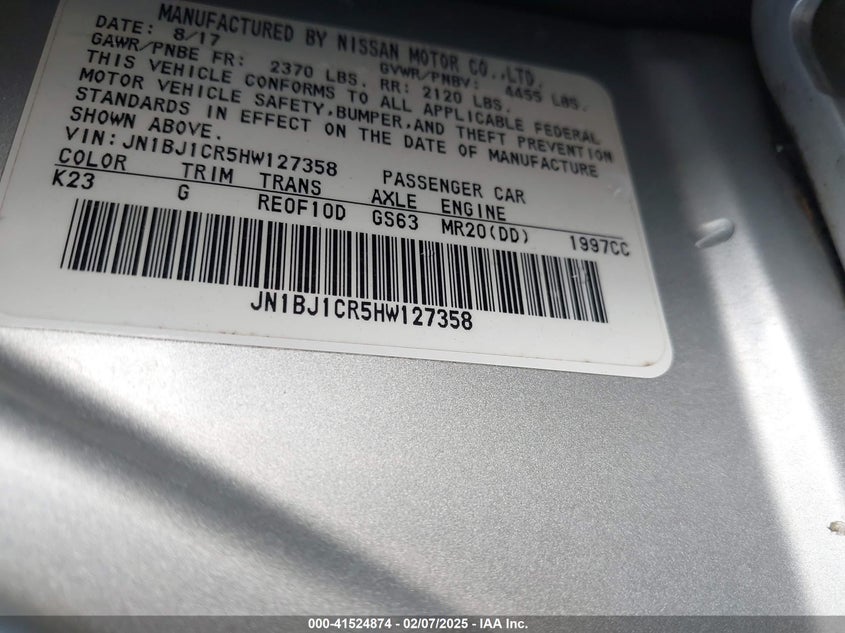 MANUFACTURED BY NISSAN MOTOR CO.,LTD.
DATE: 8/17 GVWR/PNBV: 4455 LBS.
GAWR/PNBE FR: 2370 LBS. RR: 2120 LBS.
THIS VEHICLE CONFORMS TO ALL APPLICABLE FEDERAL
MOTOR VEHICLE SAFETY,BUMPER,AND THEFT PREVENTION
STANDARDS IN EFFECT ON THE DATE OF MANUFACTURE
SHOWN ABOVE.
VIN:JN1BJ1CR5HW127358 PASSENGER CAR
COLOR TRIM TRANS AXLE ENGINE
K23 G RE0F10D GS63 MR20(DD) 1997CC
JN1BJ1CR5HW127358
000-41524874 - 02/07/2025 - IAA Inc.